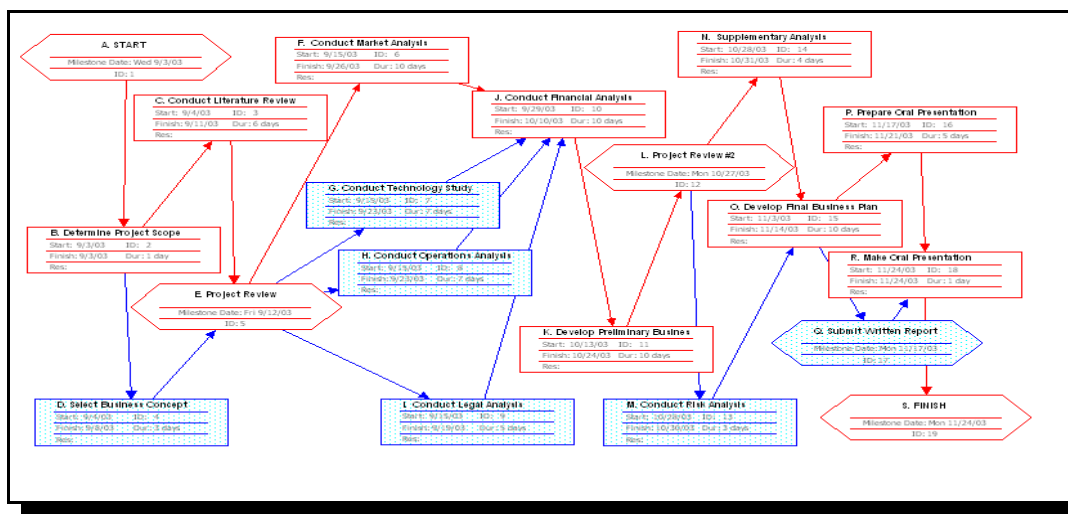 A. START
Milestone Date: Wed 9/3/03
ID: 1
B. Determine Project Scope
Start: 9/3/03 ID: 2
Finish: 9/3/03 Dur: 1 day
Res:
C. Conduct Literature Review
Start: 9/4/03 ID: 3
Finish: 9/11/03 Dur: 6 days
Res:
D. Select Business Concept
Start: 9/4/03 ID: 4
Finish: 9/8/03 Dur: 3 days
Res:
E. Project Review
Milestone Date: Fri 9/12/03
ID: 5
F. Conduct Market Analysis
Start: 9/15/03 ID: 6
Finish: 9/26/03 Dur: 10 days
Res:
G. Conduct Technology Study
Start: 9/15/03 ID: 7
Finish: 9/23/03 Dur: 7 days
Res:
H. Conduct Operations Analysis
Start: 9/15/03 ID: 8
Finish: 9/23/03 Dur: 7 days
Res:
I. Conduct Legal Analysis
Start: 9/15/03 ID: 9
Finish: 9/19/03 Dur: 5 days
Res:
J. Conduct Financial Analysis
Start: 9/29/03 ID: 10
Finish: 10/10/03 Dur: 10 days
Res:
K. Develop Preliminary Busines
Start: 10/13/03 ID: 11
Finish: 10/24/03 Dur: 10 days
Res:
L. Project Review #2
Milestone Date: Mon 10/27/03
ID: 12
M. Conduct Risk Analysis
Start: 10/28/03 ID: 13
Finish: 10/30/03 Dur: 3 days
Res:
N. Supplementary Analysis
Start: 10/28/03 ID: 14
Finish: 10/31/03 Dur: 4 days
Res:
O. Develop Final Business Plan
Start: 11/3/03 ID: 15
Finish: 11/14/03 Dur: 10 days
Res:
P. Prepare Oral Presentation
Start: 11/17/03 ID: 16
Finish: 11/21/03 Dur: 5 days
Res:
Q. Submit Written Report
Milestone Date: Mon 11/17/03
ID: 17
R. Make Oral Presentation
Start: 11/24/03 ID: 18
Finish: 11/24/03 Dur: 1 day
Res:
S. FINISH
Milestone Date: Mon 11/24/03
ID: 19